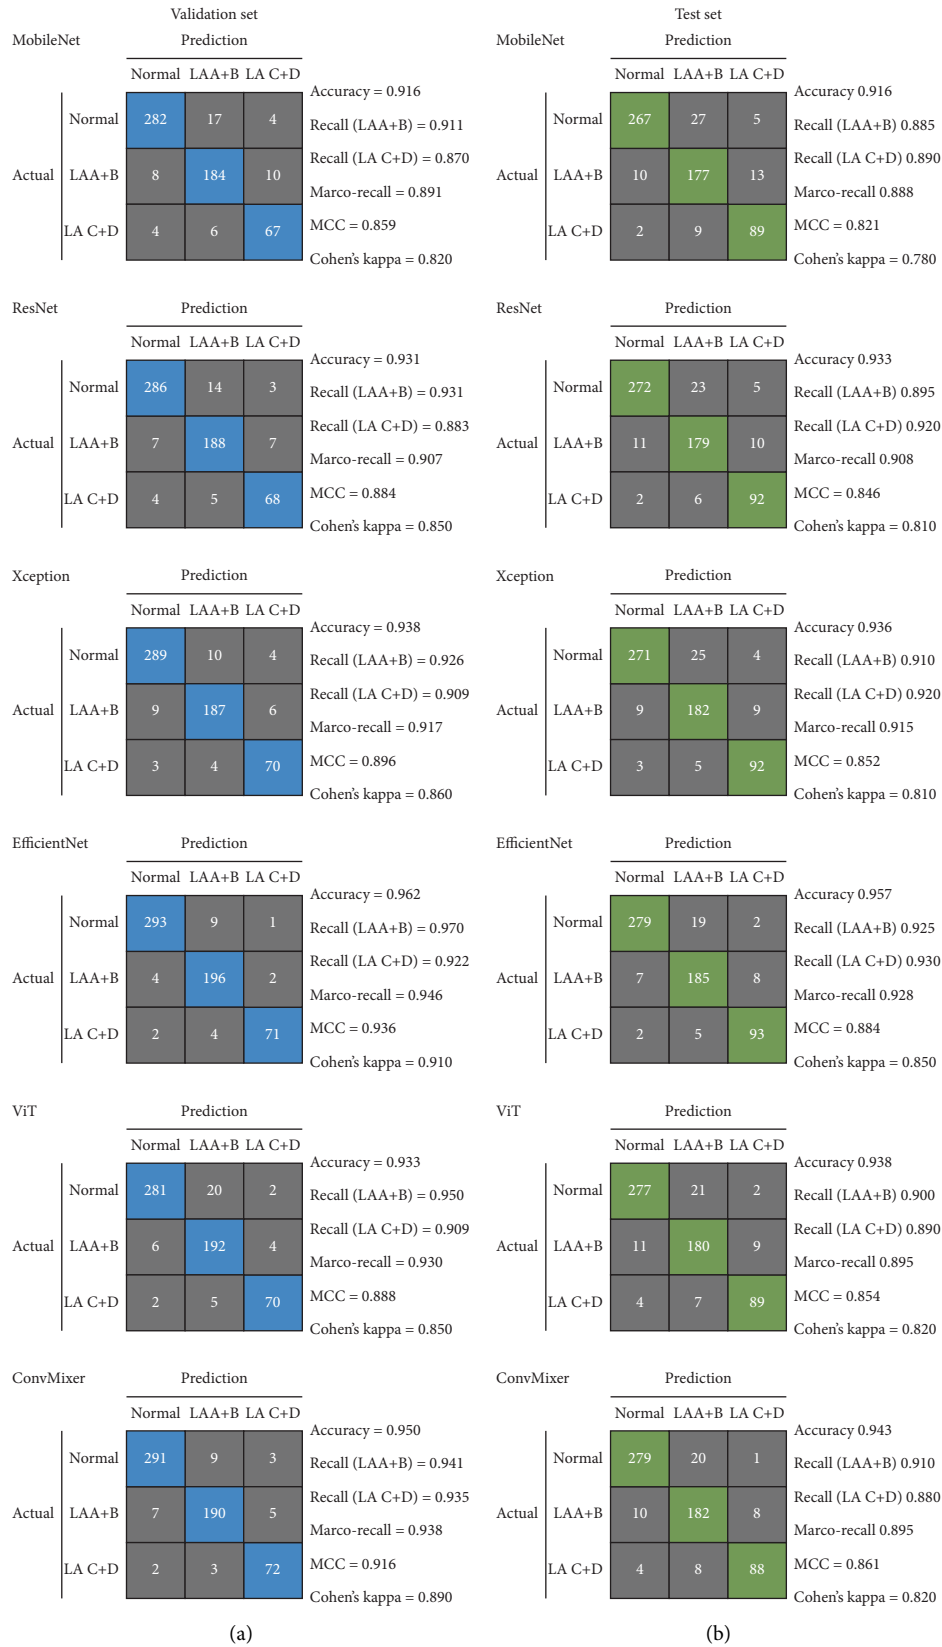 Validation set
MobileNet
Prediction
Normal LAA+B LA C+D
Actual
Normal 282 17 4
LAA+B 8 184 10
LA C+D 4 6 67
Accuracy = 0.916
Recall (LAA+B) = 0.911
Recall (LA C+D) = 0.870
Marco-recall = 0.891
MCC = 0.859
Cohen's kappa = 0.820
ResNet
Prediction
Normal LAA+B LA C+D
Actual
Normal 286 14 3
LAA+B 7 188 7
LA C+D 4 5 68
Accuracy = 0.931
Recall (LAA+B) = 0.931
Recall (LA C+D) = 0.883
Marco-recall = 0.907
MCC = 0.884
Cohen's kappa = 0.850
Xception
Prediction
Normal LAA+B LA C+D
Actual
Normal 289 10 4
LAA+B 9 187 6
LA C+D 3 4 70
Accuracy = 0.938
Recall (LAA+B) = 0.926
Recall (LA C+D) = 0.909
Marco-recall = 0.917
MCC = 0.896
Cohen's kappa = 0.860
EfficientNet
Prediction
Normal LAA+B LA C+D
Actual
Normal 293 9 1
LAA+B 4 196 2
LA C+D 2 4 71
Accuracy = 0.962
Recall (LAA+B) = 0.970
Recall (LA C+D) = 0.922
Marco-recall = 0.946
MCC = 0.936
Cohen's kappa = 0.910
ViT
Prediction
Normal LAA+B LA C+D
Actual
Normal 281 20 2
LAA+B 6 192 4
LA C+D 2 5 70
Accuracy = 0.933
Recall (LAA+B) = 0.950
Recall (LA C+D) = 0.909
Marco-recall = 0.930
MCC = 0.888
Cohen's kappa = 0.850
ConvMixer
Prediction
Normal LAA+B LA C+D
Actual
Normal 291 9 3
LAA+B 7 190 5
LA C+D 2 3 72
Accuracy = 0.950
Recall (LAA+B) = 0.941
Recall (LA C+D) = 0.935
Marco-recall = 0.938
MCC = 0.916
Cohen's kappa = 0.890
(a)
Test set
MobileNet
Prediction
Normal LAA+B LA C+D
Actual
Normal 267 27 5
LAA+B 10 177 13
LA C+D 2 9 89
Accuracy 0.916
Recall (LAA+B) 0.885
Recall (LA C+D) 0.890
Marco-recall 0.888
MCC = 0.821
Cohen's kappa = 0.780
ResNet
Prediction
Normal LAA+B LA C+D
Actual
Normal 272 23 5
LAA+B 11 179 10
LA C+D 2 6 92
Accuracy 0.933
Recall (LAA+B) 0.895
Recall (LA C+D) 0.920
Marco-recall 0.908
MCC = 0.846
Cohen's kappa = 0.810
Xception
Prediction
Normal LAA+B LA C+D
Actual
Normal 271 25 4
LAA+B 9 182 9
LA C+D 3 5 92
Accuracy 0.936
Recall (LAA+B) 0.910
Recall (LA C+D) 0.920
Marco-recall 0.915
MCC = 0.852
Cohen's kappa = 0.810
EfficientNet
Prediction
Normal LAA+B LA C+D
Actual
Normal 279 19 2
LAA+B 7 185 8
LA C+D 2 5 93
Accuracy 0.957
Recall (LAA+B) 0.925
Recall (LA C+D) 0.930
Marco-recall 0.928
MCC = 0.884
Cohen's kappa = 0.850
ViT
Prediction
Normal LAA+B LA C+D
Actual
Normal 277 21 2
LAA+B 11 180 9
LA C+D 4 7 89
Accuracy 0.938
Recall (LAA+B) 0.900
Recall (LA C+D) 0.890
Marco-recall 0.895
MCC = 0.854
Cohen's kappa = 0.820
ConvMixer
Prediction
Normal LAA+B LA C+D
Actual
Normal 279 20 1
LAA+B 10 182 8
LA C+D 4 8 88
Accuracy 0.943
Recall (LAA+B) 0.910
Recall (LA C+D) 0.880
Marco-recall 0.895
MCC = 0.861
Cohen's kappa = 0.820
(b)